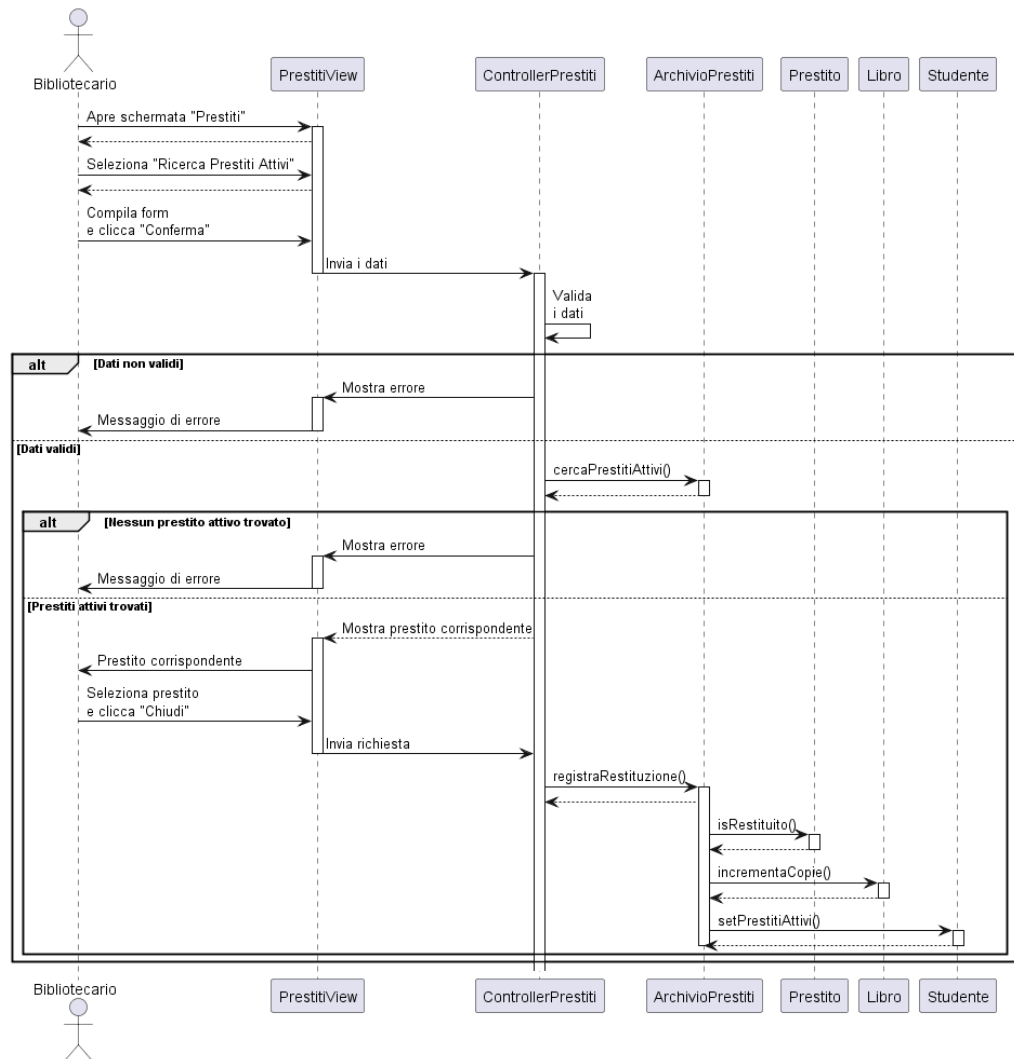 Bibliotecario
PrestitiView
ControllerPrestiti
ArchivioPrestiti
Prestito
Libro
Studente
Apre schermata "Prestiti"
Seleziona "Ricerca Prestiti Attivi"
Compila form
e clicca "Conferma"
Invia i dati
Valida
i dati
alt
[Dati non validi]
Mostra errore
Messaggio di errore
[Dati validi]
cercaPrestitiAttivi()
alt
[Nessun prestito attivo trovato]
Mostra errore
Messaggio di errore
[Prestiti attivi trovati]
Mostra prestito corrispondente
Prestito corrispondente
Seleziona prestito
e clicca "Chiudi"
Invia richiesta
registraRestituzione()
isRestituito()
incrementaCopie()
setPrestitiAttivi()
Bibliotecario
PrestitiView
ControllerPrestiti
ArchivioPrestiti
Prestito
Libro
Studente